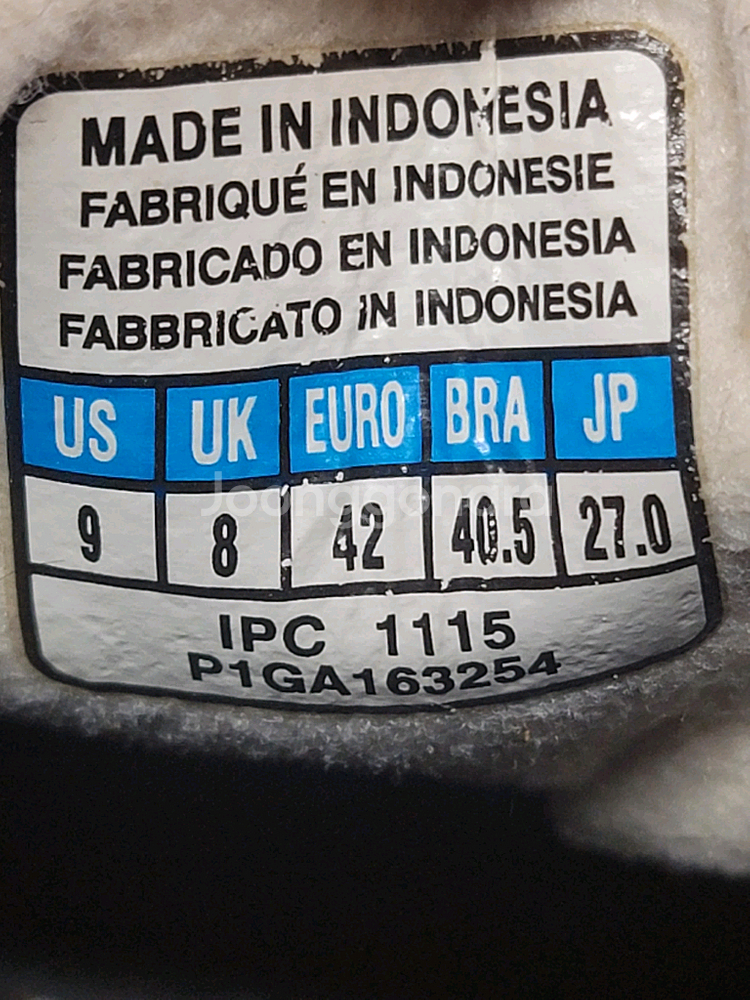 MADE IN INDONESIA
FABRIQUÉ EN INDONESIE
FABRICADO EN INDONESIA
FABBRICATO IN INDONESIA
US UK EURO BRA JP
9 8 42 40.5 27.0
Joonggonara
IPC 1115
P1GA163254